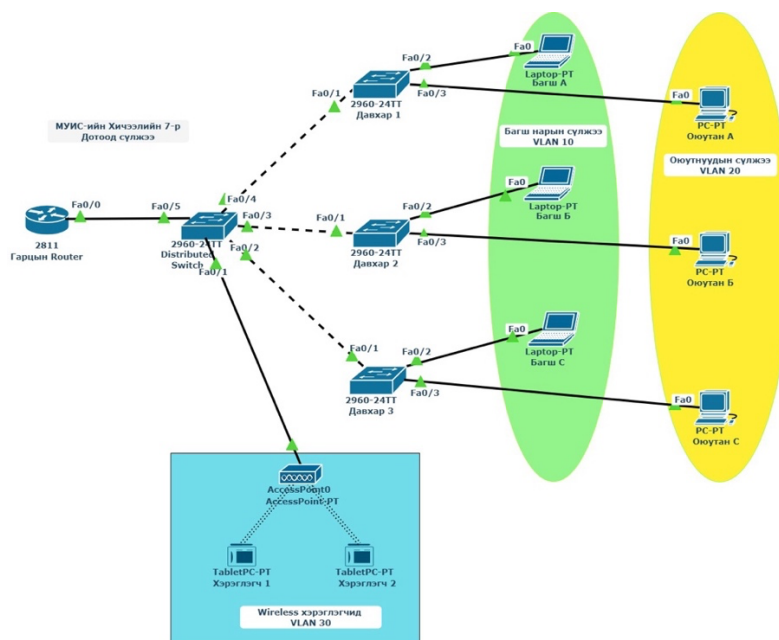 Fa0/2
Fa0
Laptop-PT
Багш А
Fa0/1
Fa0/3
2960-24TT
Давхар 1
Fa0
PC-PT
Оюутан А
МУИС-ийн Хичээлийн 7-р
Дотоод сүлжээ
Багш нарын сүлжээ
VLAN 10
Оюутнуудын сүлжээ
VLAN 20
Fa0/0
2811
Гарцын Router
Fa0/5
Fa0/4
Fa0/3
Fa0/2
2960-24TT
Distributed
Switch
Fa0/1
Fa0/1
Fa0/2
Fa0/3
2960-24TT
Давхар 2
Fa0
Laptop-PT
Багш Б
Fa0
PC-PT
Оюутан Б
Fa0/1
Fa0/2
Fa0/3
2960-24TT
Давхар 3
Fa0
Laptop-PT
Багш С
Fa0
PC-PT
Оюутан С
AccessPoint0
AccessPoint-PT
TabletPC-PT
Хэрэглэгч 1
TabletPC-PT
Хэрэглэгч 2
Wireless хэрэглэгчид
VLAN 30